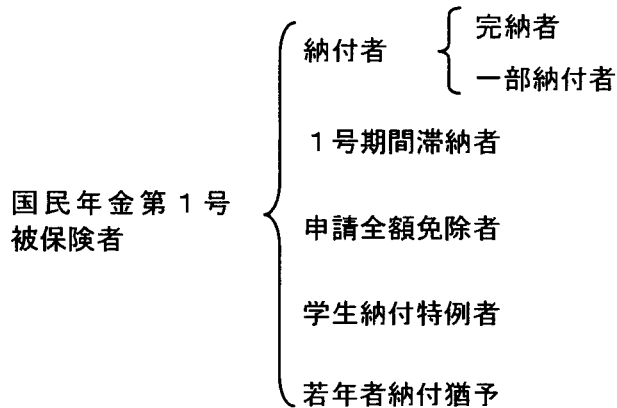 国民年金第１号
被保険者
納付者
完納者
一部納付者
１号期間滞納者
申請全額免除者
学生納付特例者
若年者納付猶予